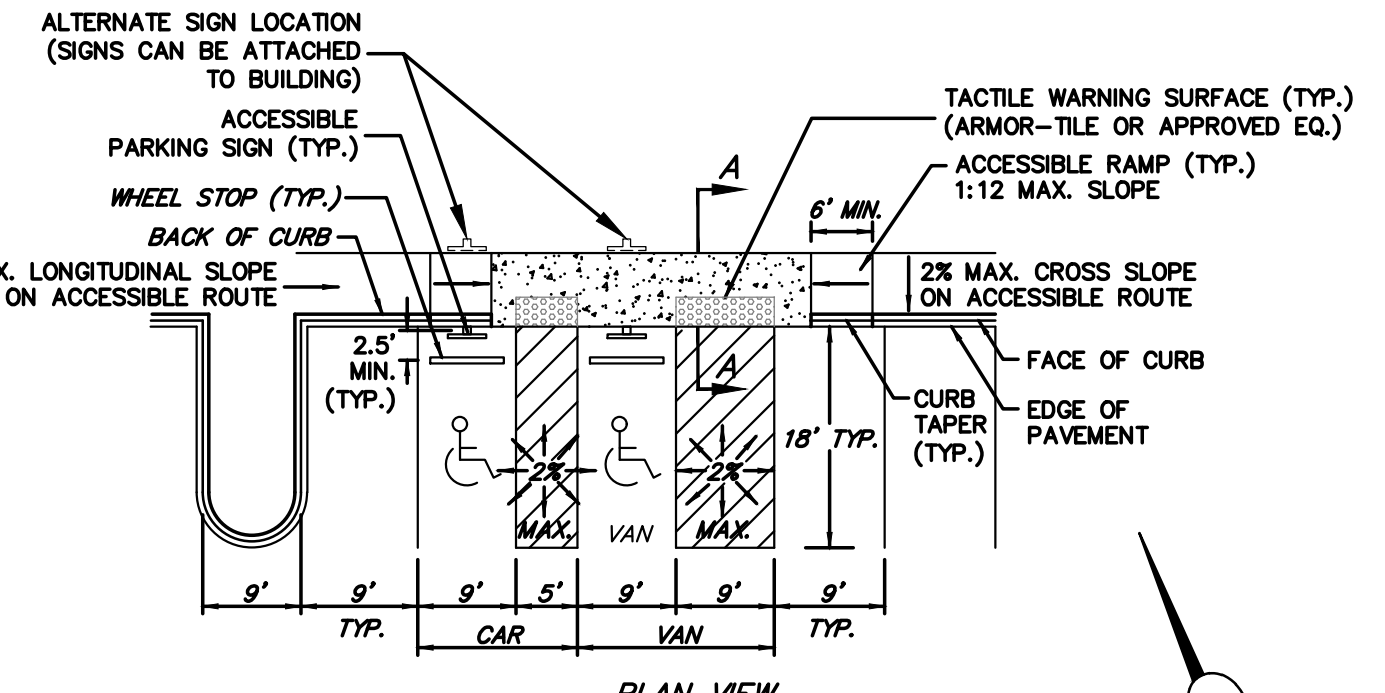 ALTERNATE SIGN LOCATION
(SIGNS CAN BE ATTACHED
TO BUILDING)
ACCESSIBLE
PARKING SIGN (TYP.)
WHEEL STOP (TYP.)
BACK OF CURB
X. LONGITUDINAL SLOPE
ON ACCESSIBLE ROUTE
2.5'
MIN.
(TYP.)
A
A
TACTILE WARNING SURFACE (TYP.)
(ARMOR-TILE OR APPROVED EQ.)
ACCESSIBLE RAMP (TYP.)
1:12 MAX. SLOPE
6' MIN.
2% MAX. CROSS SLOPE
ON ACCESSIBLE ROUTE
FACE OF CURB
CURB
TAPER
(TYP.)
EDGE OF
PAVEMENT
18' TYP.
2%
MAX.
VAN
2%
MAX.
9'
9'
TYP.
9'
5'
9'
9'
9'
TYP.
CAR
VAN
PLAN VIEW